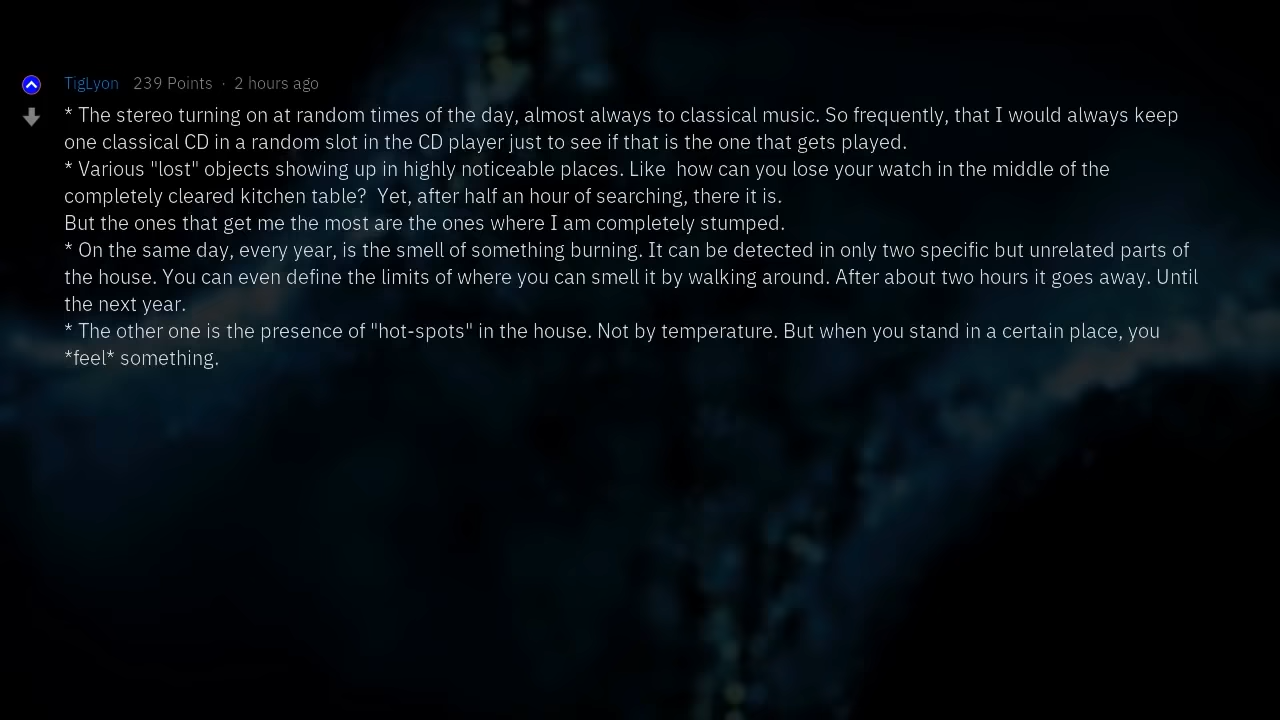 TigLyon 239 Points · 2 hours ago
* The stereo turning on at random times of the day, almost always to classical music. So frequently, that I would always keep
one classical CD in a random slot in the CD player just to see if that is the one that gets played.
* Various "lost" objects showing up in highly noticeable places. Like  how can you lose your watch in the middle of the
completely cleared kitchen table?  Yet, after half an hour of searching, there it is.
But the ones that get me the most are the ones where I am completely stumped.
* On the same day, every year, is the smell of something burning. It can be detected in only two specific but unrelated parts of
the house. You can even define the limits of where you can smell it by walking around. After about two hours it goes away. Until
the next year.
* The other one is the presence of "hot-spots" in the house. Not by temperature. But when you stand in a certain place, you
*feel* something.